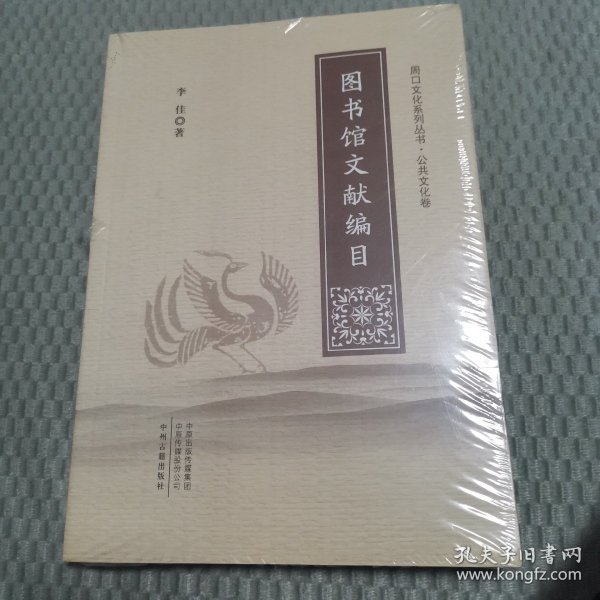 周口文化系列丛书·公共文化卷
图书馆文献编目
李佳◎著
中原出版传媒集团
中原传媒股份公司
中州古籍出版社
孔夫子旧书网
www.kongfz.com